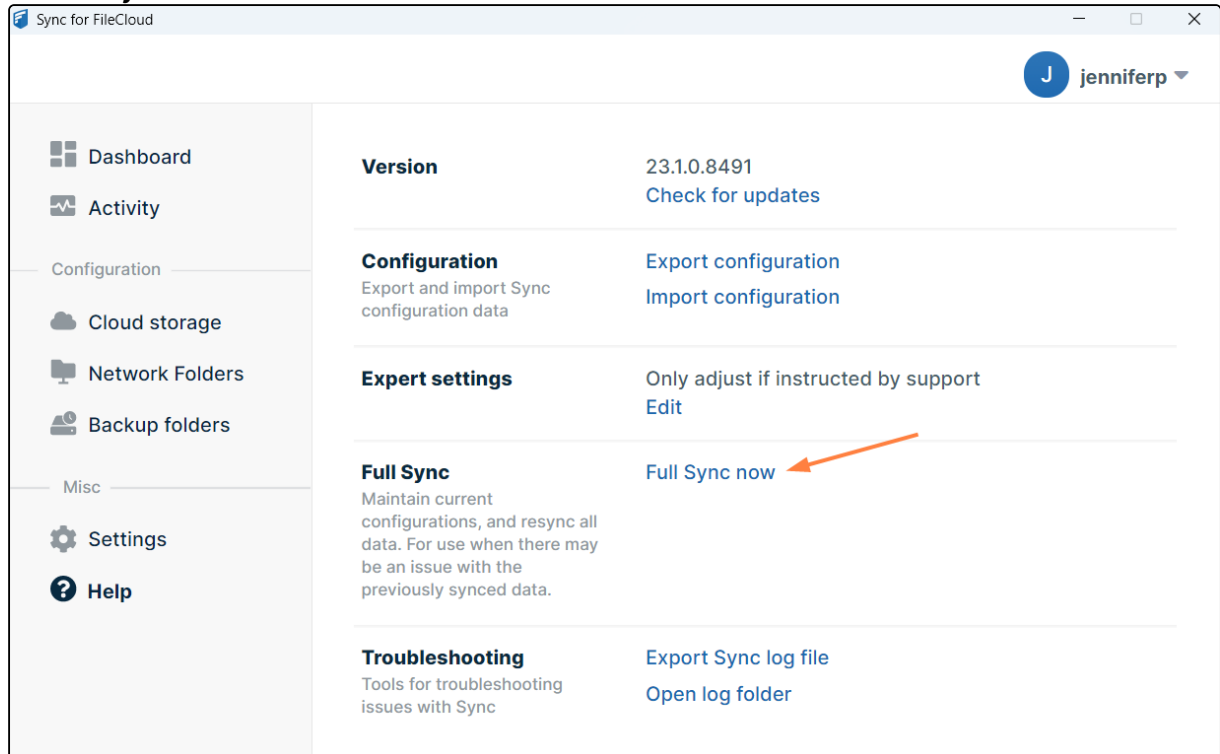 Sync for FileCloud
J jenniferp
Dashboard
Activity
Configuration
Cloud storage
Network Folders
Backup folders
Misc
Settings
Help
Version
23.1.0.8491
Check for updates
Configuration
Export and import Sync
configuration data
Export configuration
Import configuration
Expert settings
Only adjust if instructed by support
Edit
Full Sync
Maintain current
configurations, and resync all
data. For use when there may
be an issue with the
previously synced data.
Full Sync now
Troubleshooting
Tools for troubleshooting
issues with Sync
Export Sync log file
Open log folder